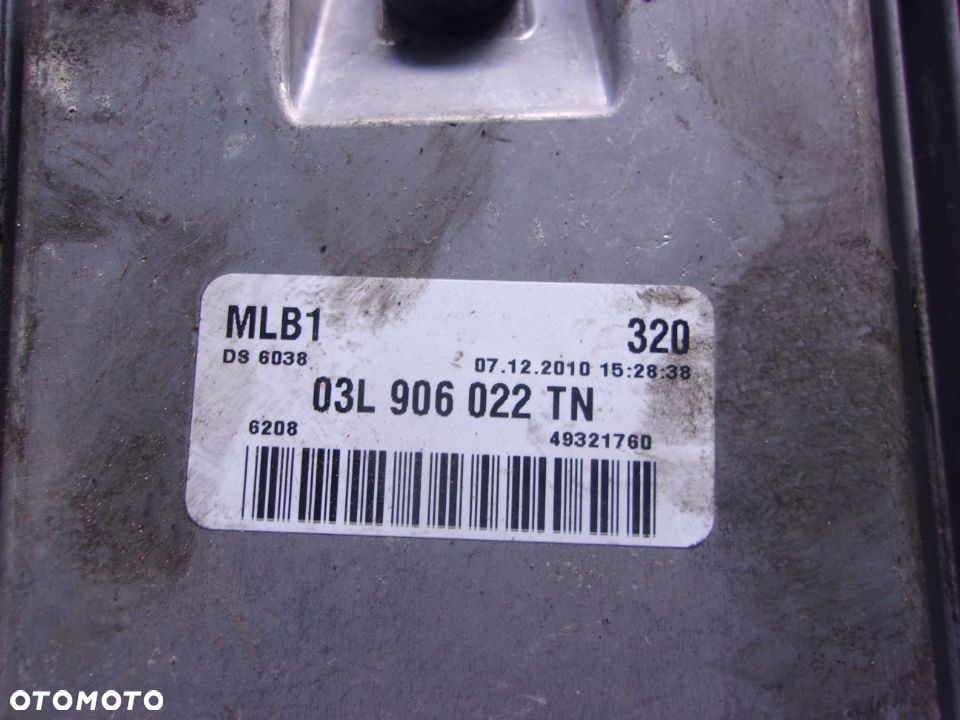 MLB1 320
DS 6038 07.12.2010 15:28:38
03L 906 022 TN
6208 49321760
OTOMOTO